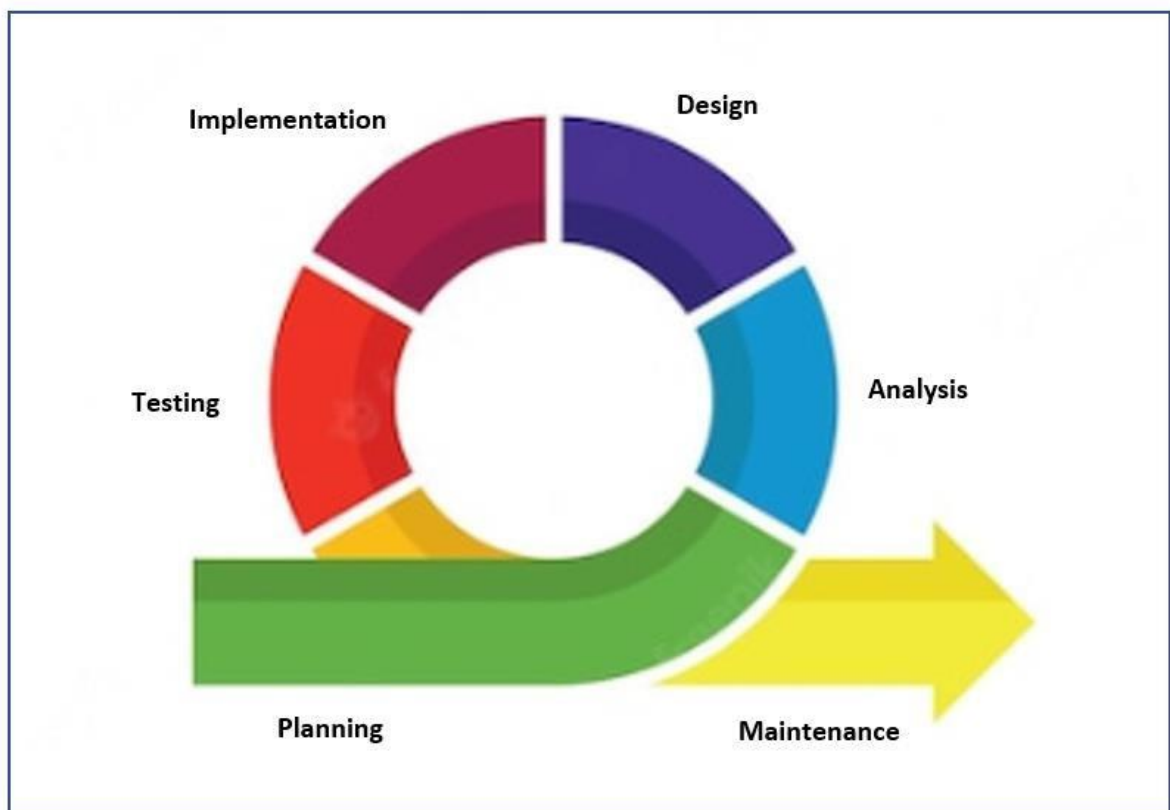 Design
Implementation
Analysis
Testing
Planning
Maintenance